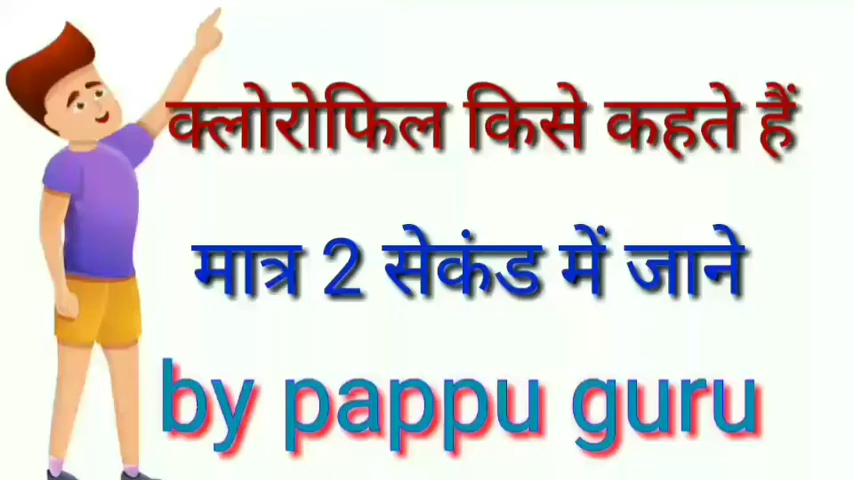 क्लोरोफिल किसे कहते हैं
मात्र 2 सेकंड में जाने
by pappu guru